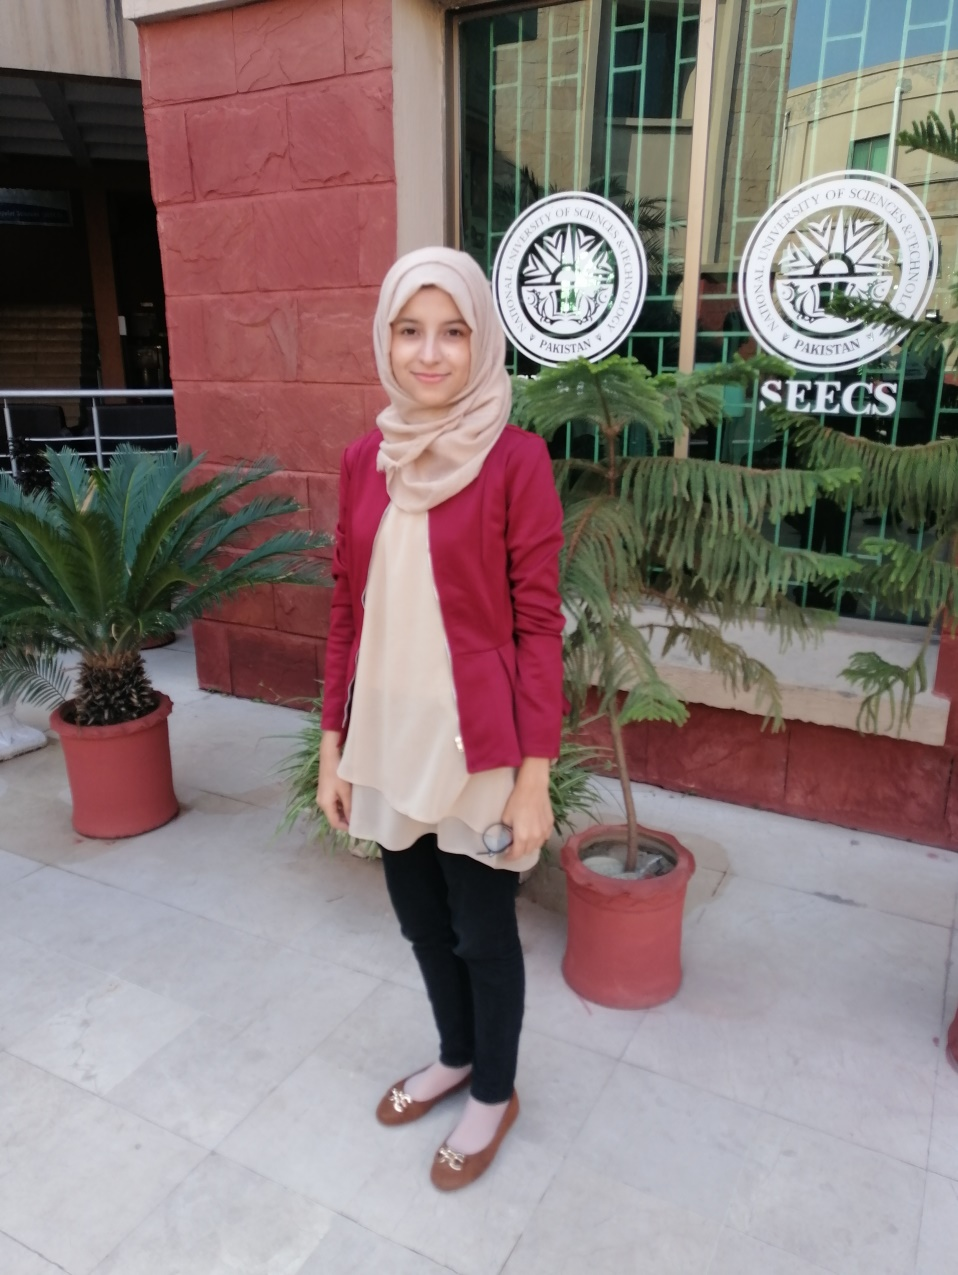 NATIONAL UNIVERSITY OF SCIENCES & TECHNOLOGY
PAKISTAN
NATIONAL UNIVERSITY OF SCIENCES & TECHNOLOGY
PAKISTAN
SEECS